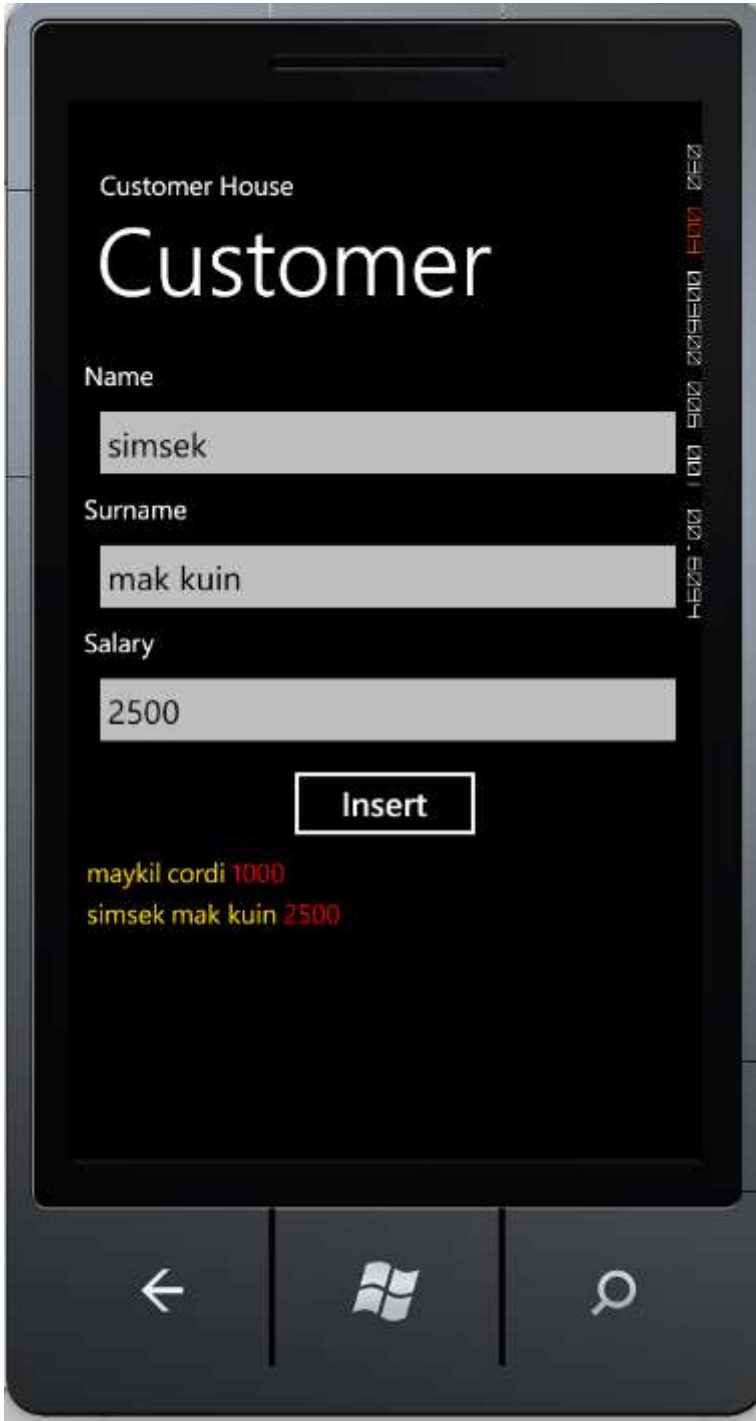 Customer House
Customer
Name
simsek
Surname
mak kuin
Salary
2500
Insert
maykil cordi 1000
simsek mak kuin 2500